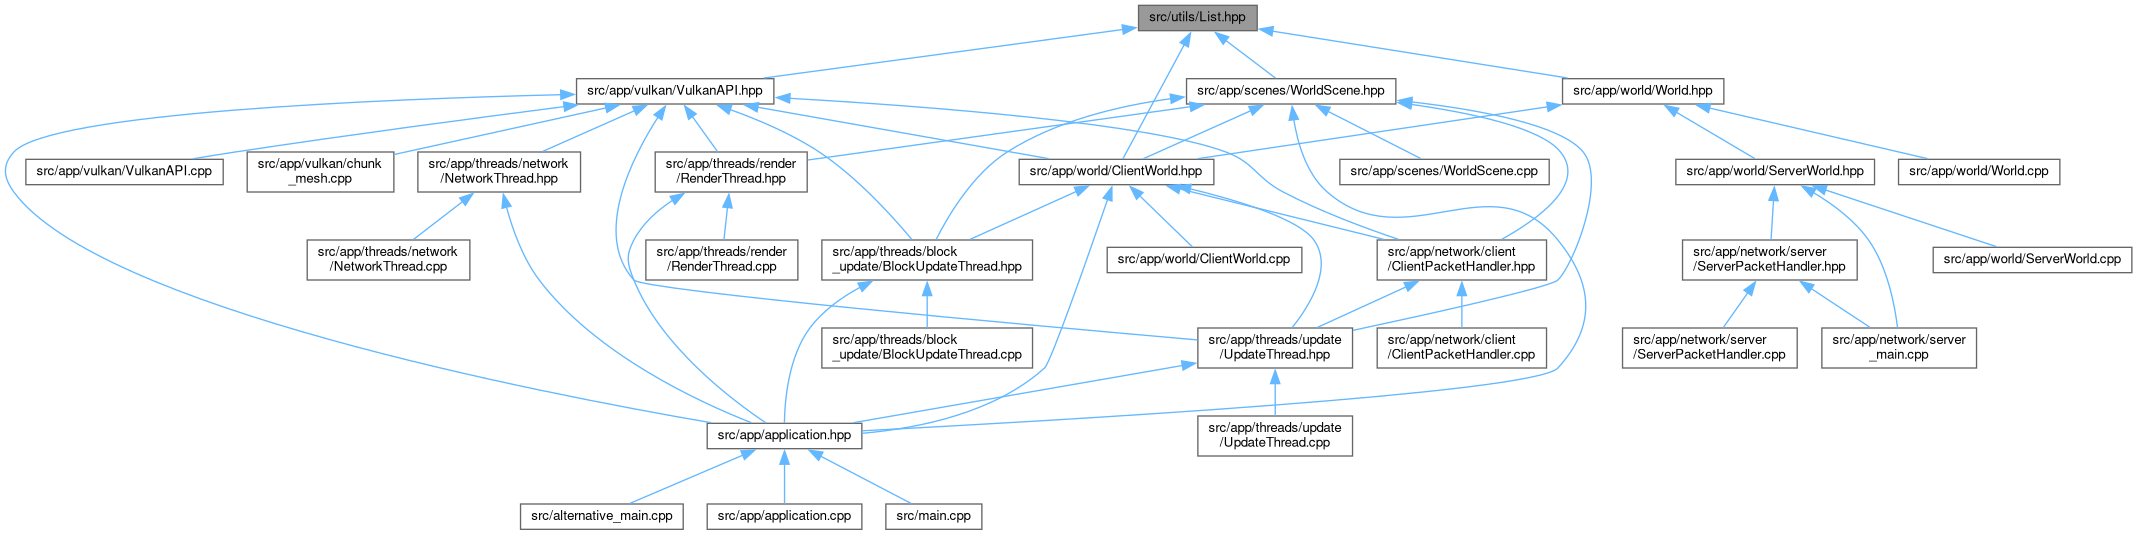 src/utils/List.hpp
src/app/vulkan/VulkanAPI.hpp
src/app/scenes/WorldScene.hpp
src/app/world/World.hpp
src/app/vulkan/VulkanAPI.cpp
src/app/vulkan/chunk
_mesh.cpp
src/app/threads/network
/NetworkThread.hpp
src/app/threads/render
/RenderThread.hpp
src/app/world/ClientWorld.hpp
src/app/scenes/WorldScene.cpp
src/app/world/ServerWorld.hpp
src/app/world/World.cpp
src/app/threads/network
/NetworkThread.cpp
src/app/threads/render
/RenderThread.cpp
src/app/threads/block
_update/BlockUpdateThread.hpp
src/app/world/ClientWorld.cpp
src/app/network/client
/ClientPacketHandler.hpp
src/app/network/server
/ServerPacketHandler.hpp
src/app/world/ServerWorld.cpp
src/app/threads/block
_update/BlockUpdateThread.cpp
src/app/threads/update
/UpdateThread.hpp
src/app/network/client
/ClientPacketHandler.cpp
src/app/network/server
/ServerPacketHandler.cpp
src/app/network/server
_main.cpp
src/app/application.hpp
src/app/threads/update
/UpdateThread.cpp
src/alternative_main.cpp
src/app/application.cpp
src/main.cpp